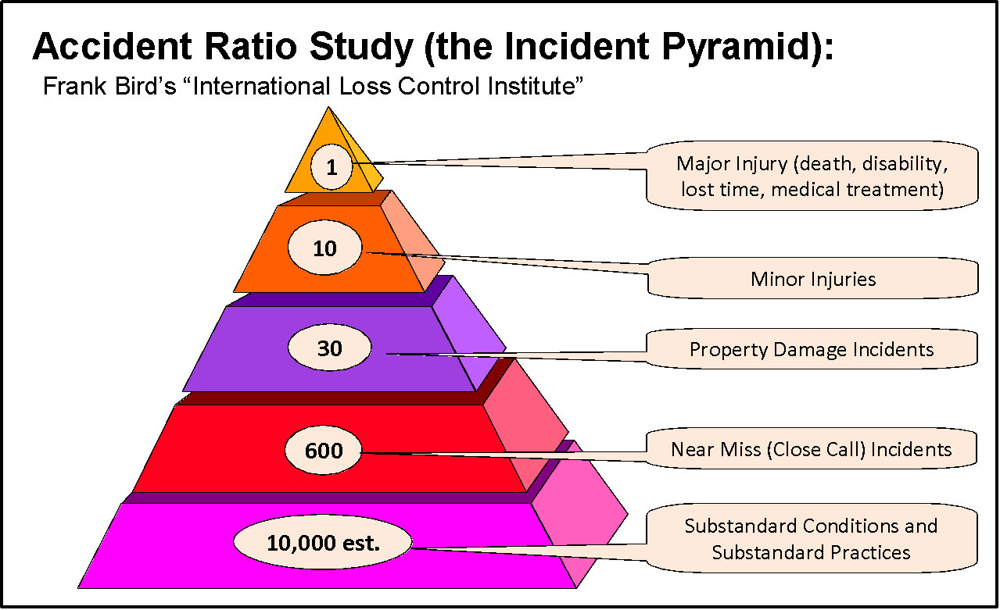 Accident Ratio Study (the Incident Pyramid):
Frank Bird’s “International Loss Control Institute”
1
Major Injury (death, disability,
lost time, medical treatment)
10
Minor Injuries
30
Property Damage Incidents
600
Near Miss (Close Call) Incidents
10,000 est.
Substandard Conditions and
Substandard Practices